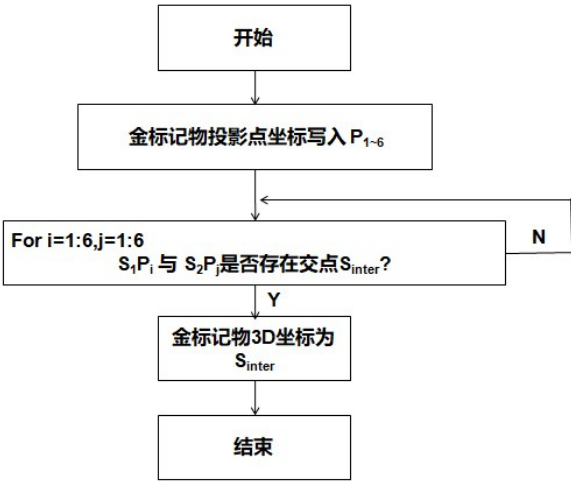 开始
金标记物投影点坐标写入 P₁~₆
For i=1:6,j=1:6
N
S₁Pᵢ 与 S₂Pⱼ是否存在交点Sᵢₙₜₑᵣ?
Y
金标记物3D坐标为
Sᵢₙₜₑᵣ
结束